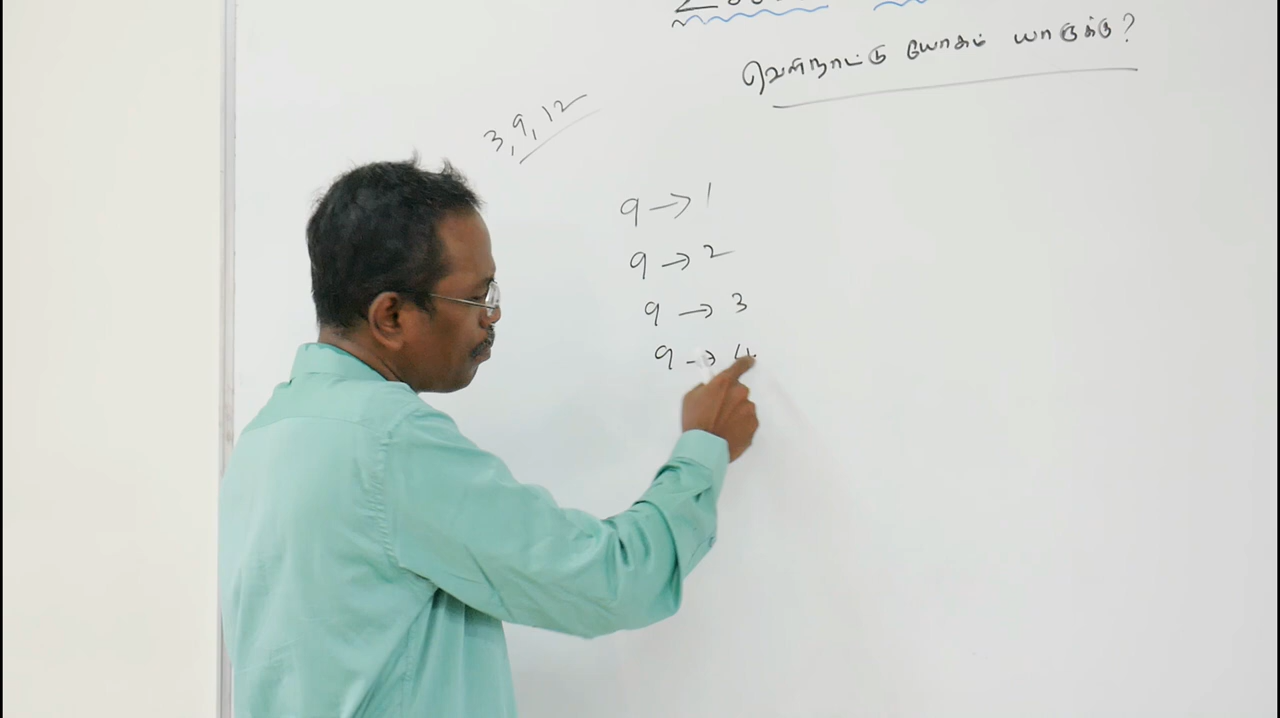 வெளிநாட்டு யோகம் யாருக்கு?
3, 9, 12
9 → 1
9 → 2
9 → 3
9 → 4